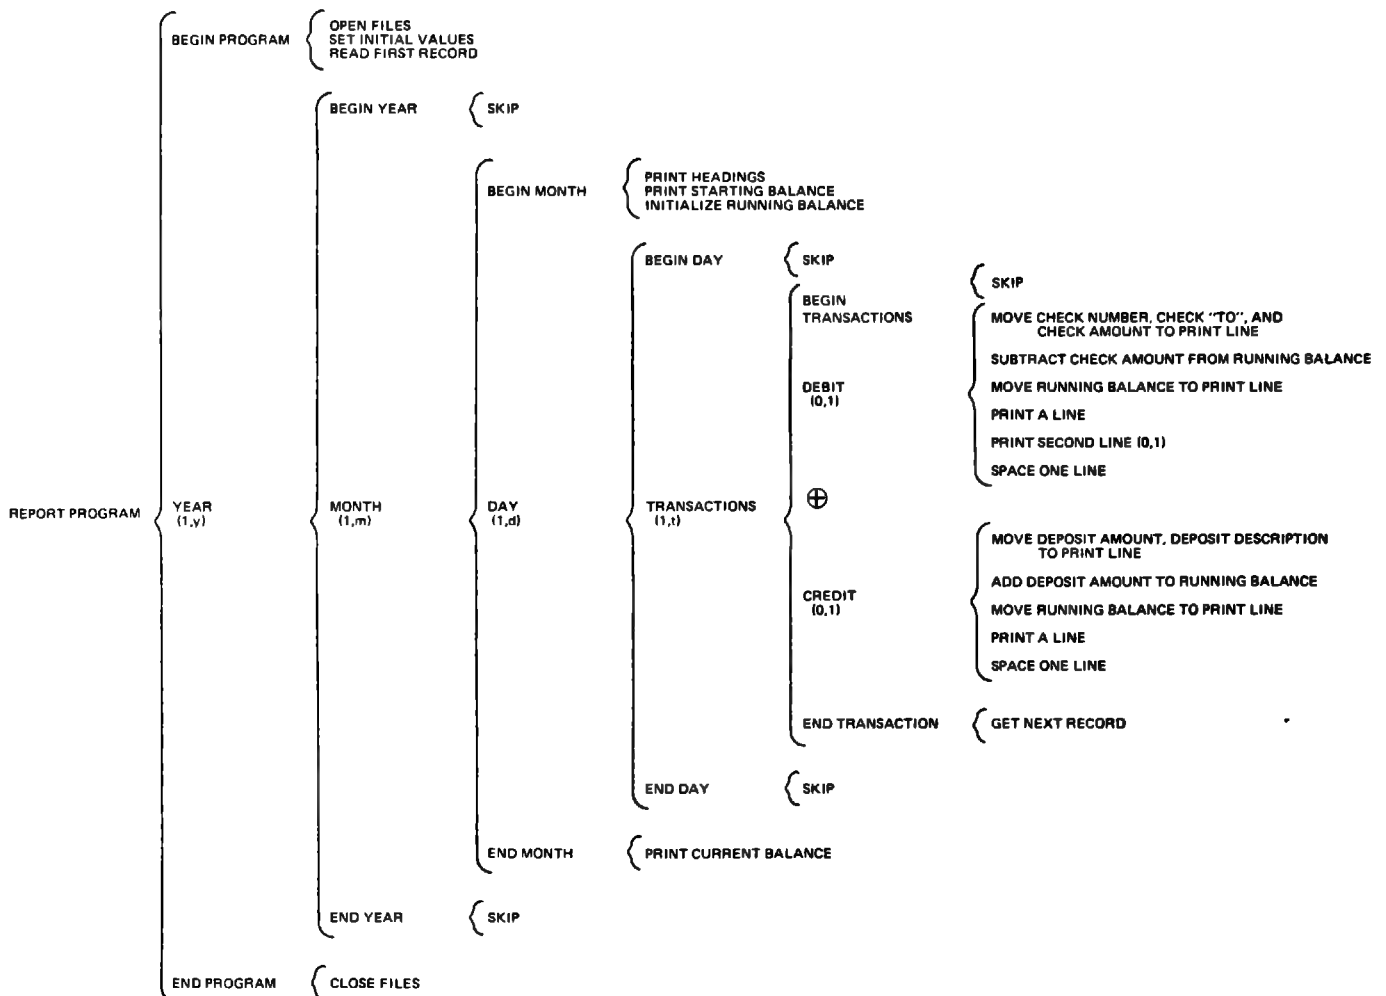 BEGIN PROGRAM
OPEN FILES
SET INITIAL VALUES
READ FIRST RECORD
BEGIN YEAR
SKIP
BEGIN MONTH
PRINT HEADINGS
PRINT STARTING BALANCE
INITIALIZE RUNNING BALANCE
BEGIN DAY
SKIP
BEGIN
TRANSACTIONS
SKIP
DEBIT
(0,1)
MOVE CHECK NUMBER, CHECK "TO", AND
CHECK AMOUNT TO PRINT LINE
SUBTRACT CHECK AMOUNT FROM RUNNING BALANCE
MOVE RUNNING BALANCE TO PRINT LINE
PRINT A LINE
PRINT SECOND LINE (0,1)
SPACE ONE LINE
REPORT PROGRAM
YEAR
(1,y)
MONTH
(1,m)
DAY
(1,d)
TRANSACTIONS
(1,t)
⊕
CREDIT
(0,1)
MOVE DEPOSIT AMOUNT, DEPOSIT DESCRIPTION
TO PRINT LINE
ADD DEPOSIT AMOUNT TO RUNNING BALANCE
MOVE RUNNING BALANCE TO PRINT LINE
PRINT A LINE
SPACE ONE LINE
END TRANSACTION
GET NEXT RECORD
END DAY
SKIP
END MONTH
PRINT CURRENT BALANCE
END YEAR
SKIP
END PROGRAM
CLOSE FILES